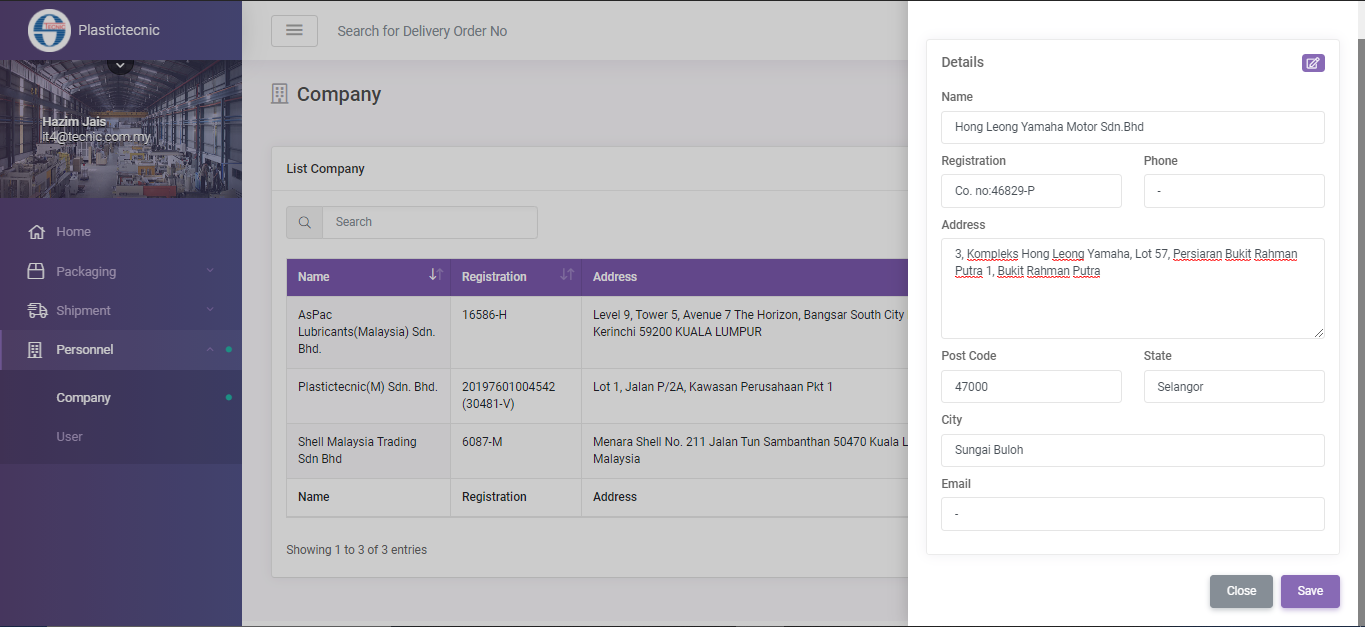 Plastictecnic
Hazim Jais
it4@tecnic.com.my
Home
Packaging
Shipment
Personnel
Company
User
Search for Delivery Order No
Company
List Company
Search
Name Registration Address
AsPac 16586-H Level 9, Tower 5, Avenue 7 The Horizon, Bangsar South City
Lubricants(Malaysia) Sdn. Kerinchi 59200 KUALA LUMPUR
Bhd.
Plastictecnic(M) Sdn. Bhd. 20197601004542 Lot 1, Jalan P/2A, Kawasan Perusahaan Pkt 1
(30481-V)
Shell Malaysia Trading 6087-M Menara Shell No. 211 Jalan Tun Sambanthan 50470 Kuala L
Sdn Bhd Malaysia
Name Registration Address
Showing 1 to 3 of 3 entries
Details
Name
Hong Leong Yamaha Motor Sdn.Bhd
Registration Phone
Co. no:46829-P -
Address
3, Kompleks Hong Leong Yamaha, Lot 57, Persiaran Bukit Rahman
Putra 1, Bukit Rahman Putra
Post Code State
47000 Selangor
City
Sungai Buloh
Email
-
Close Save